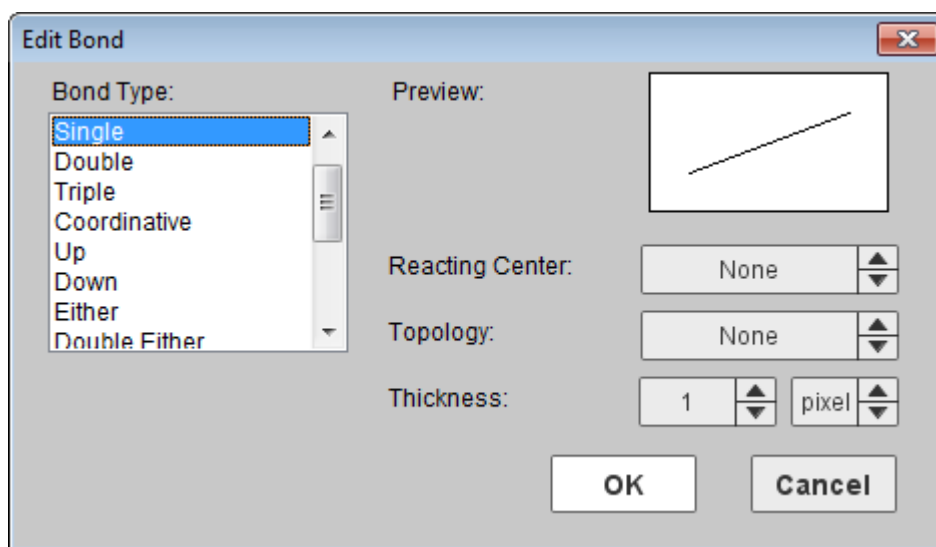 Edit Bond
Bond Type:
Single
Double
Triple
Coordinative
Up
Down
Either
Double Either
Preview:
Reacting Center:
None
Topology:
None
Thickness:
1
pixel
OK
Cancel